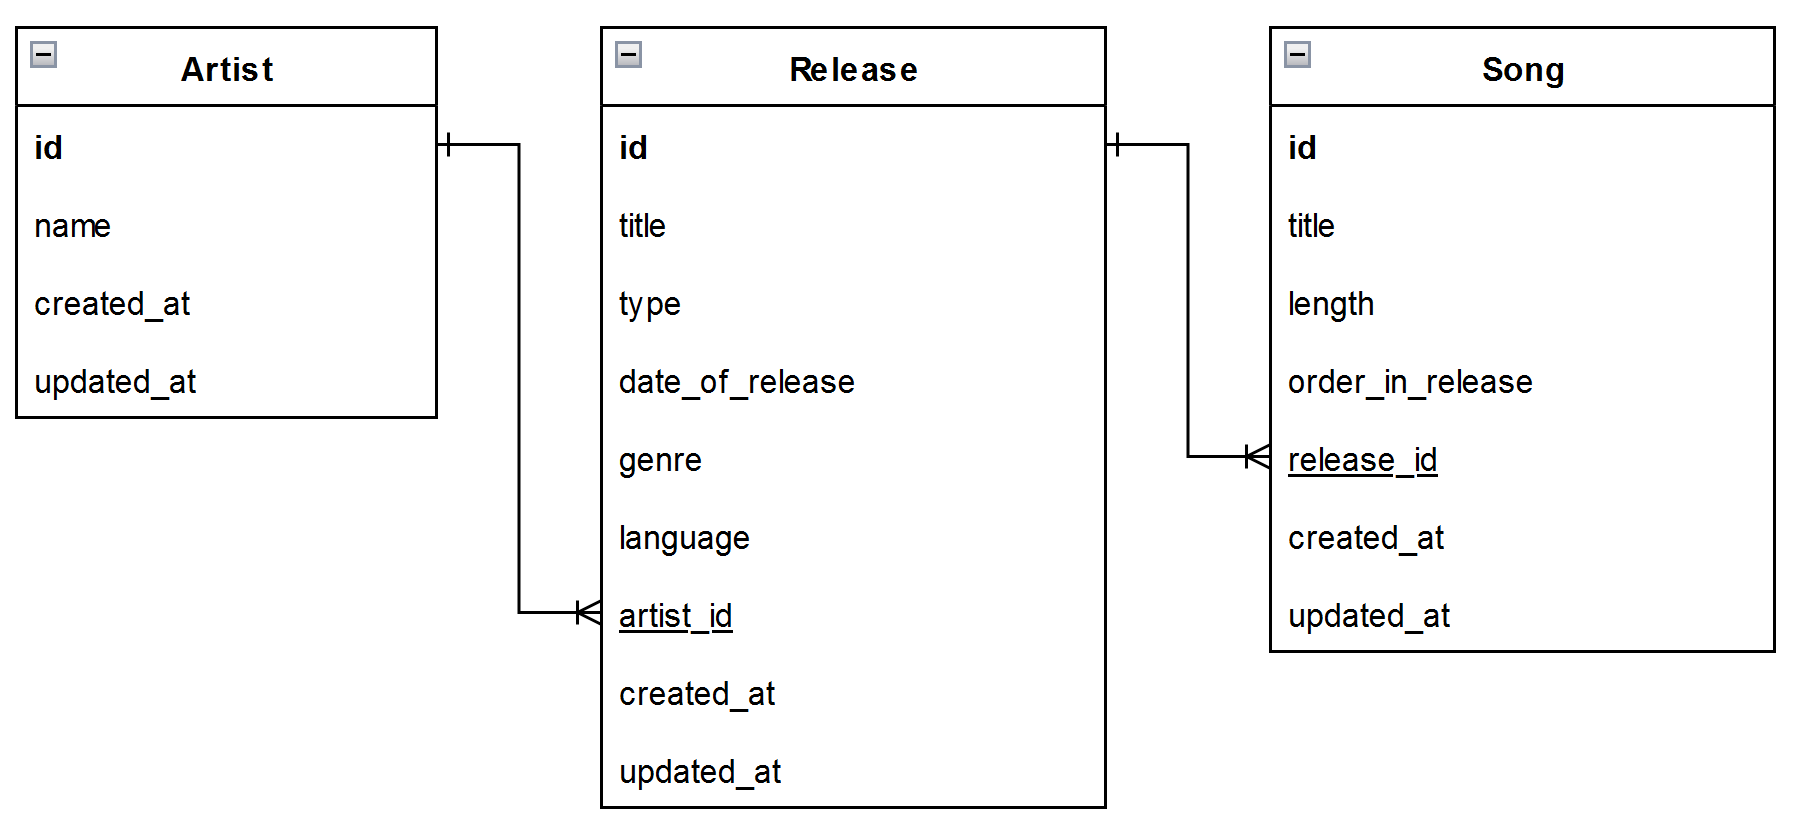 Artist
id
name
created_at
updated_at
Release
id
title
type
date_of_release
genre
language
artist_id
created_at
updated_at
Song
id
title
length
order_in_release
release_id
created_at
updated_at